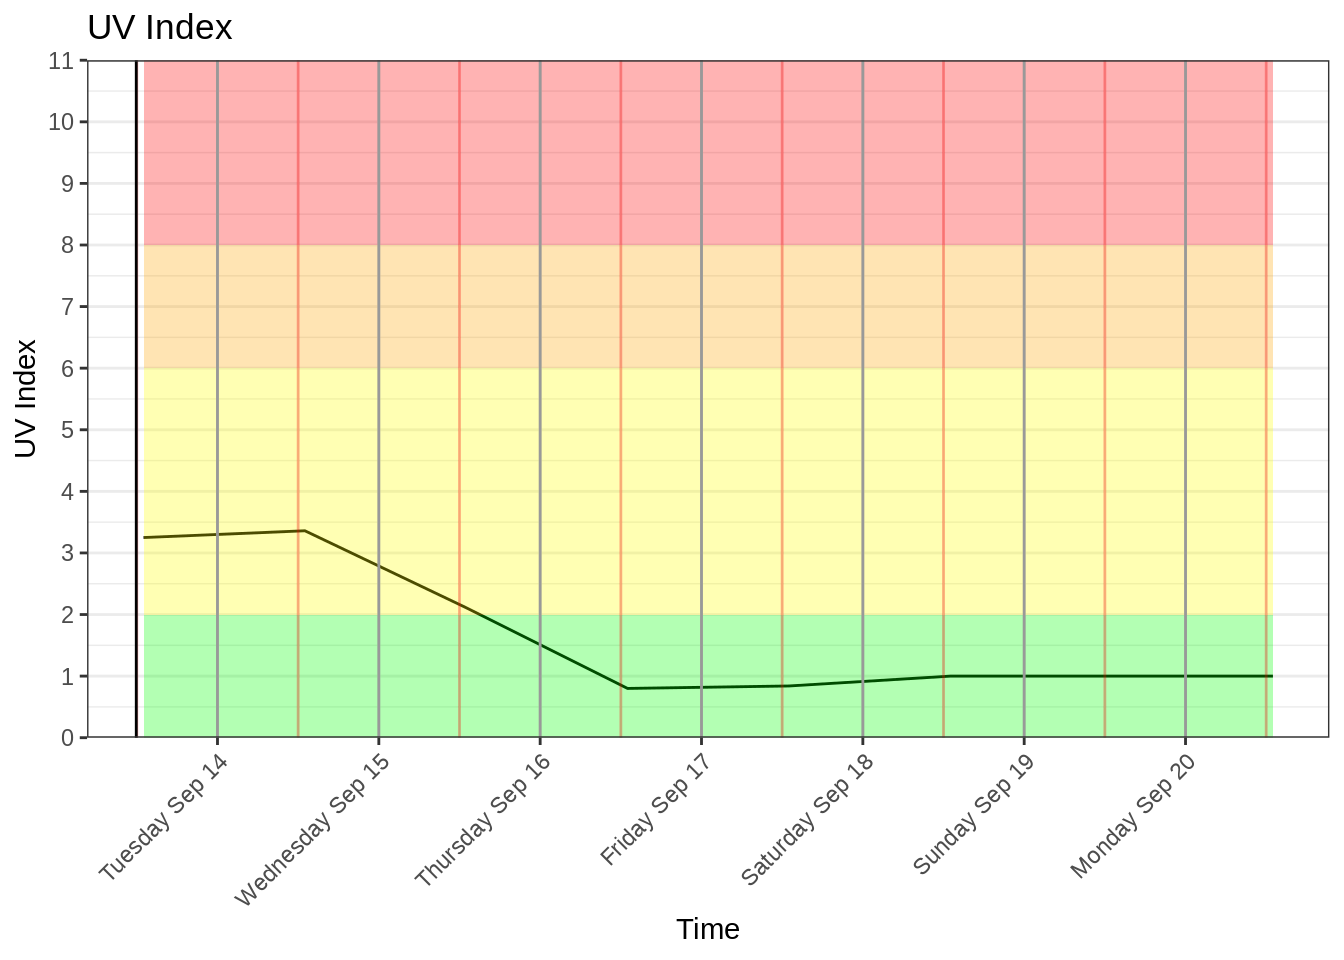 UV Index
11
10
9
8
7
6
5
4
3
2
1
0
UV Index
Tuesday Sep 14
Wednesday Sep 15
Thursday Sep 16
Friday Sep 17
Saturday Sep 18
Sunday Sep 19
Monday Sep 20
Time